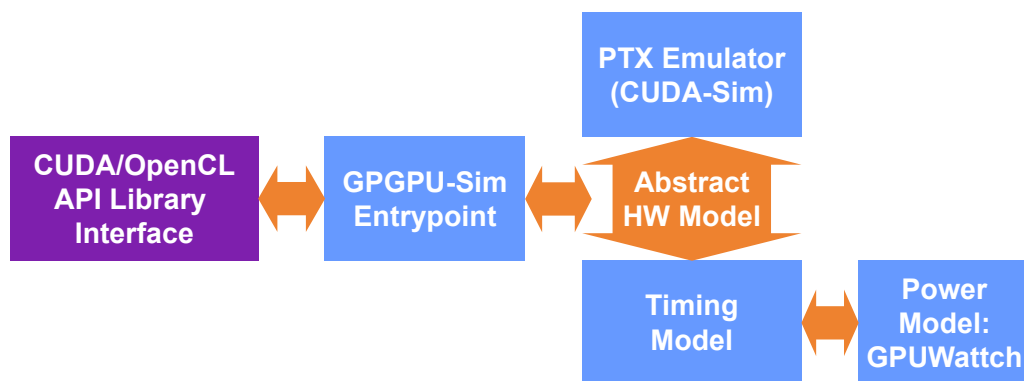 PTX Emulator
(CUDA-Sim)
CUDA/OpenCL
API Library
Interface
GPGPU-Sim
Entrypoint
Abstract
HW Model
Timing
Model
Power
Model:
GPUWattch